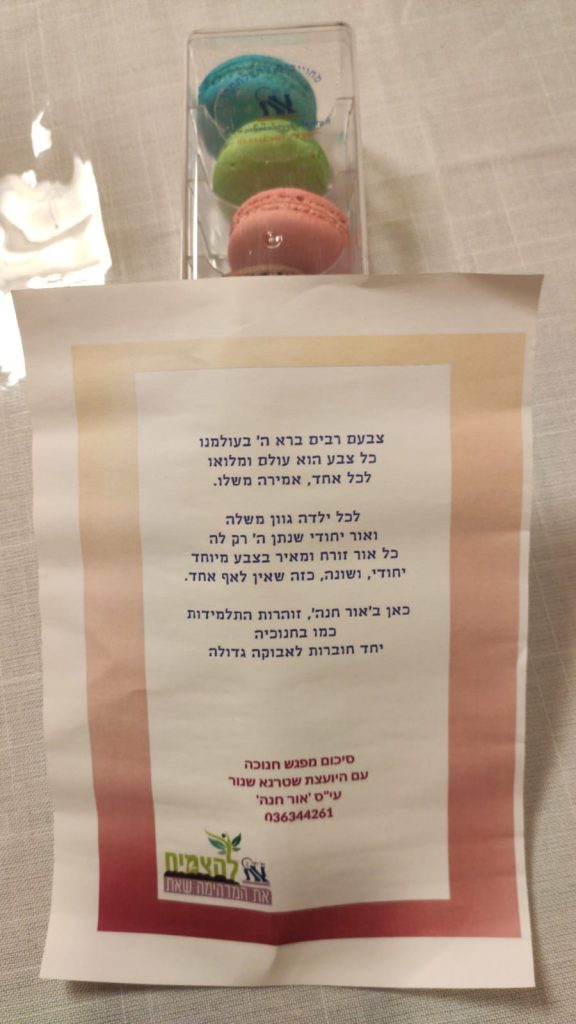 צבעם רבים ברא ה' בעולמנו
כל צבע הוא עולם ומלואו
לכל אחד, אמירה משלו.
לכל ילדה גוון משלה
ואור יחודי שנתן ה' רק לה
כל אור זורח ומאיר בצבע מיוחד
יחודי, ושונה, כזה שאין לאף אחד.
כאן ב'אור חנה', זוהרות התלמידות
כמו בחנוכיה
יחד חוברות לאבוקה גדולה
סיכום מפגש חנוכה
עם היועצת שטרנא שנור
עי"ס 'אור חנה'
036344261
להצמיח
את המדהימה שאת